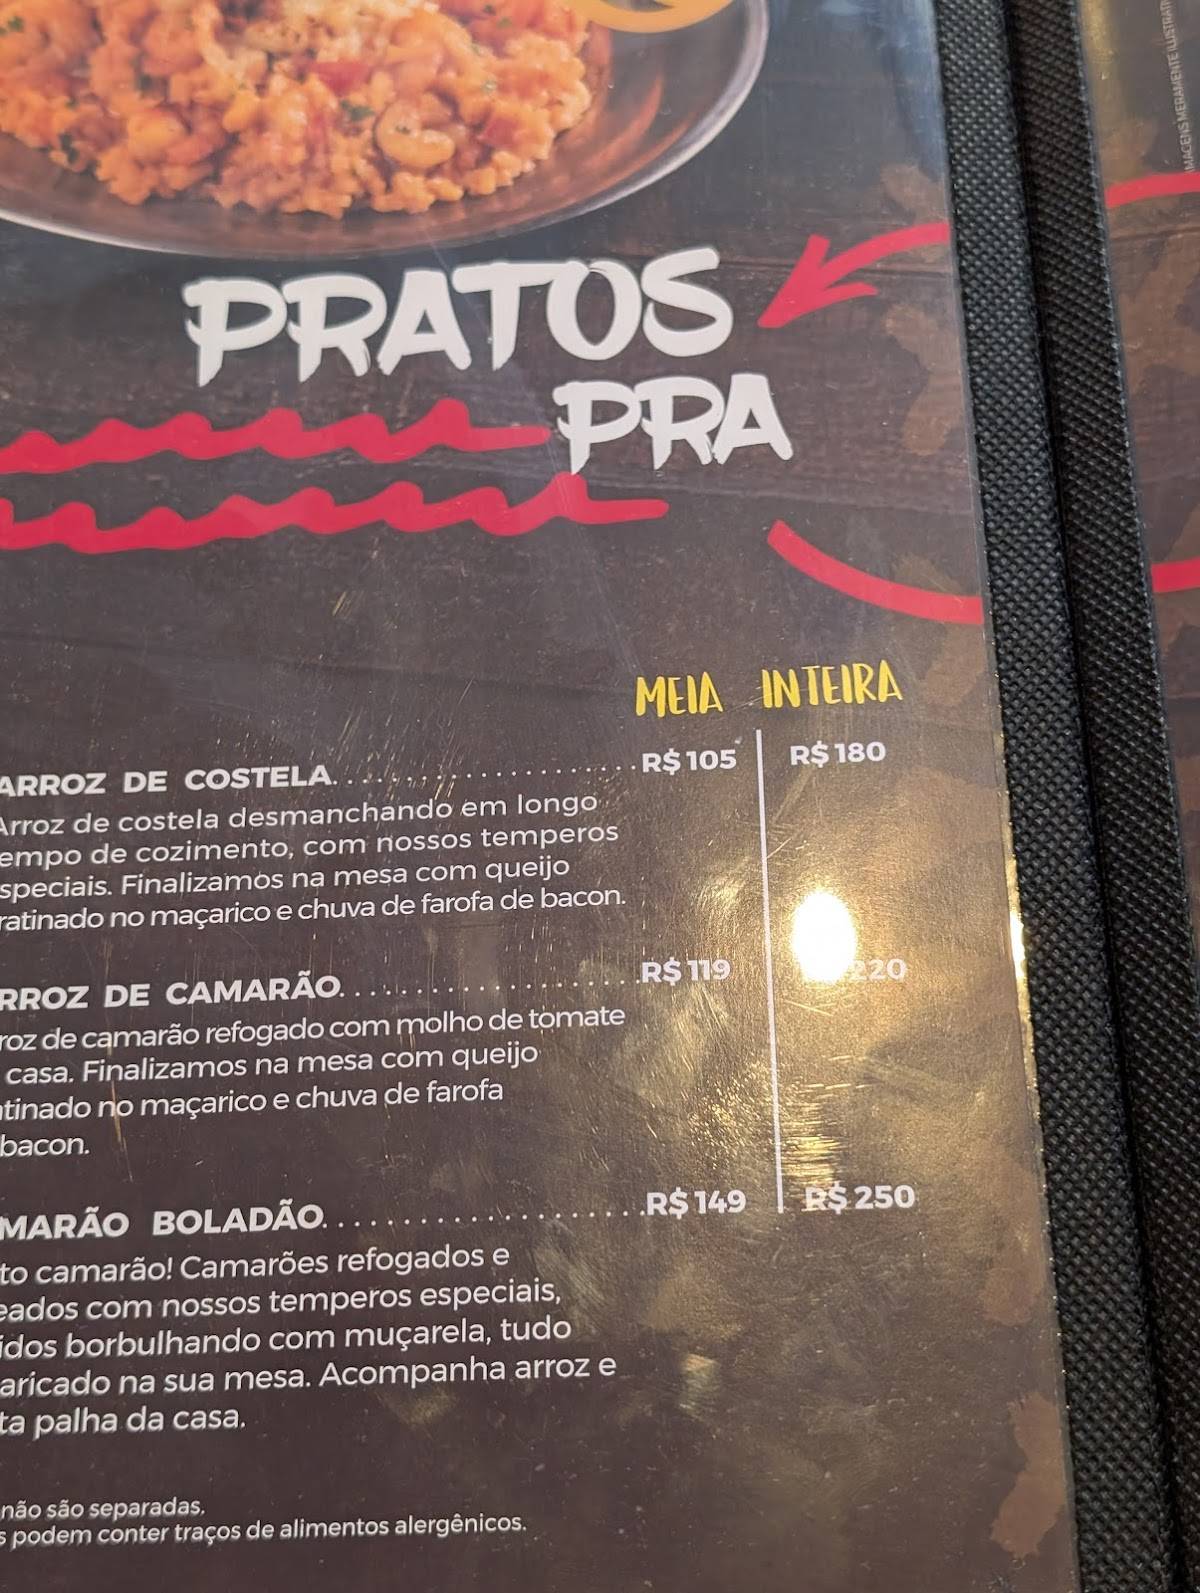 IMAGENS MERAMENTE ILUSTRATI
PRATOS
PRA
MEIA INTEIRA
ARROZ DE COSTELA.......................R$ 105 R$ 180
Arroz de costela desmanchando em longo
empo de cozimento, com nossos temperos
speciais. Finalizamos na mesa com queijo
ratinado no maçarico e chuva de farofa de bacon.
RROZ DE CAMARÃO.......................R$ 119 220
roz de camarão refogado com molho de tomate
casa. Finalizamos na mesa com queijo
tinado no maçarico e chuva de farofa
bacon.
MARÃO BOLADÃO.......................R$ 149 R$ 250
to camarão! Camarões refogados e
eados com nossos temperos especiais,
idos borbulhando com muçarela, tudo
aricado na sua mesa. Acompanha arroz e
ta palha da casa.
não são separadas.
s podem conter traços de alimentos alergênicos.